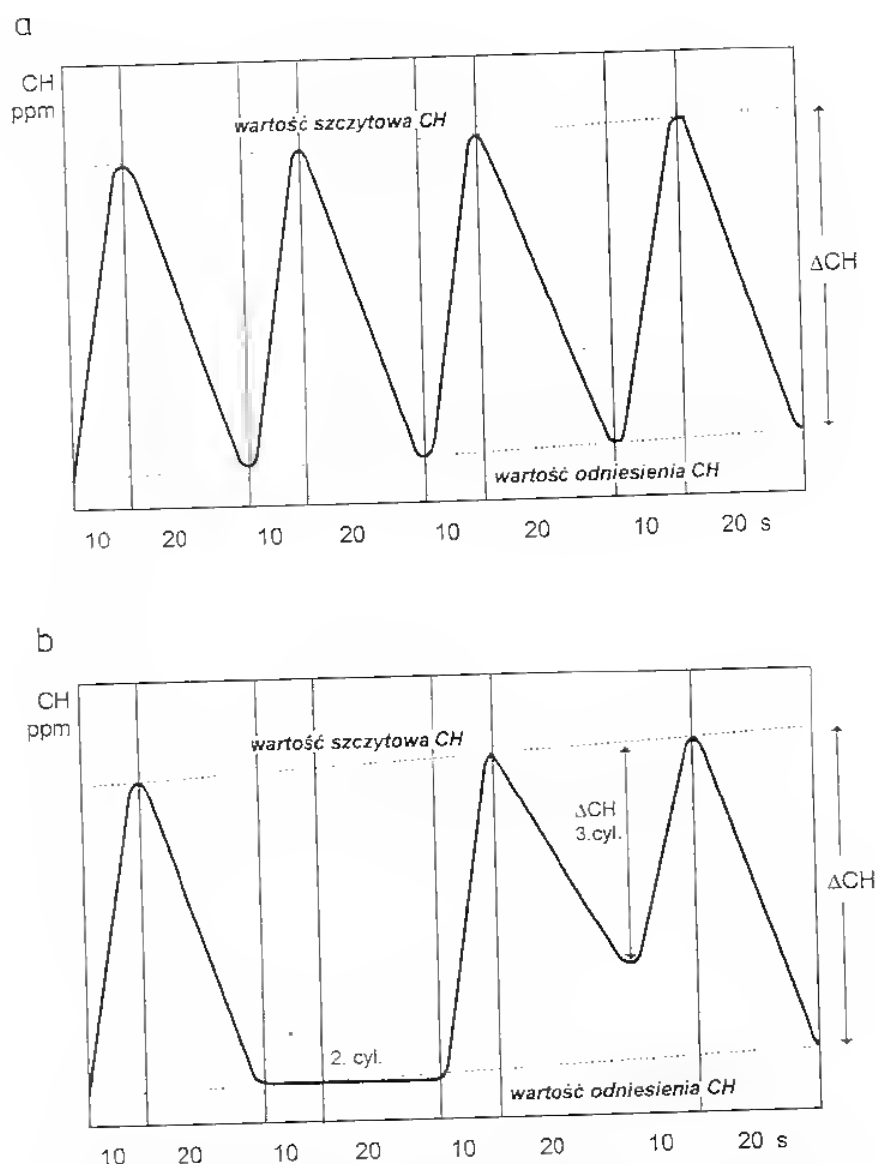 a
CH
ppm
wartość szczytowa CH
ΔCH
wartość odniesienia CH
10 20 10 20 10 20 10 20 s
b
CH
ppm
wartość szczytowa CH
ΔCH
3.cyl.
ΔCH
2. cyl.
wartość odniesienia CH
10 20 10 20 10 20 10 20 s